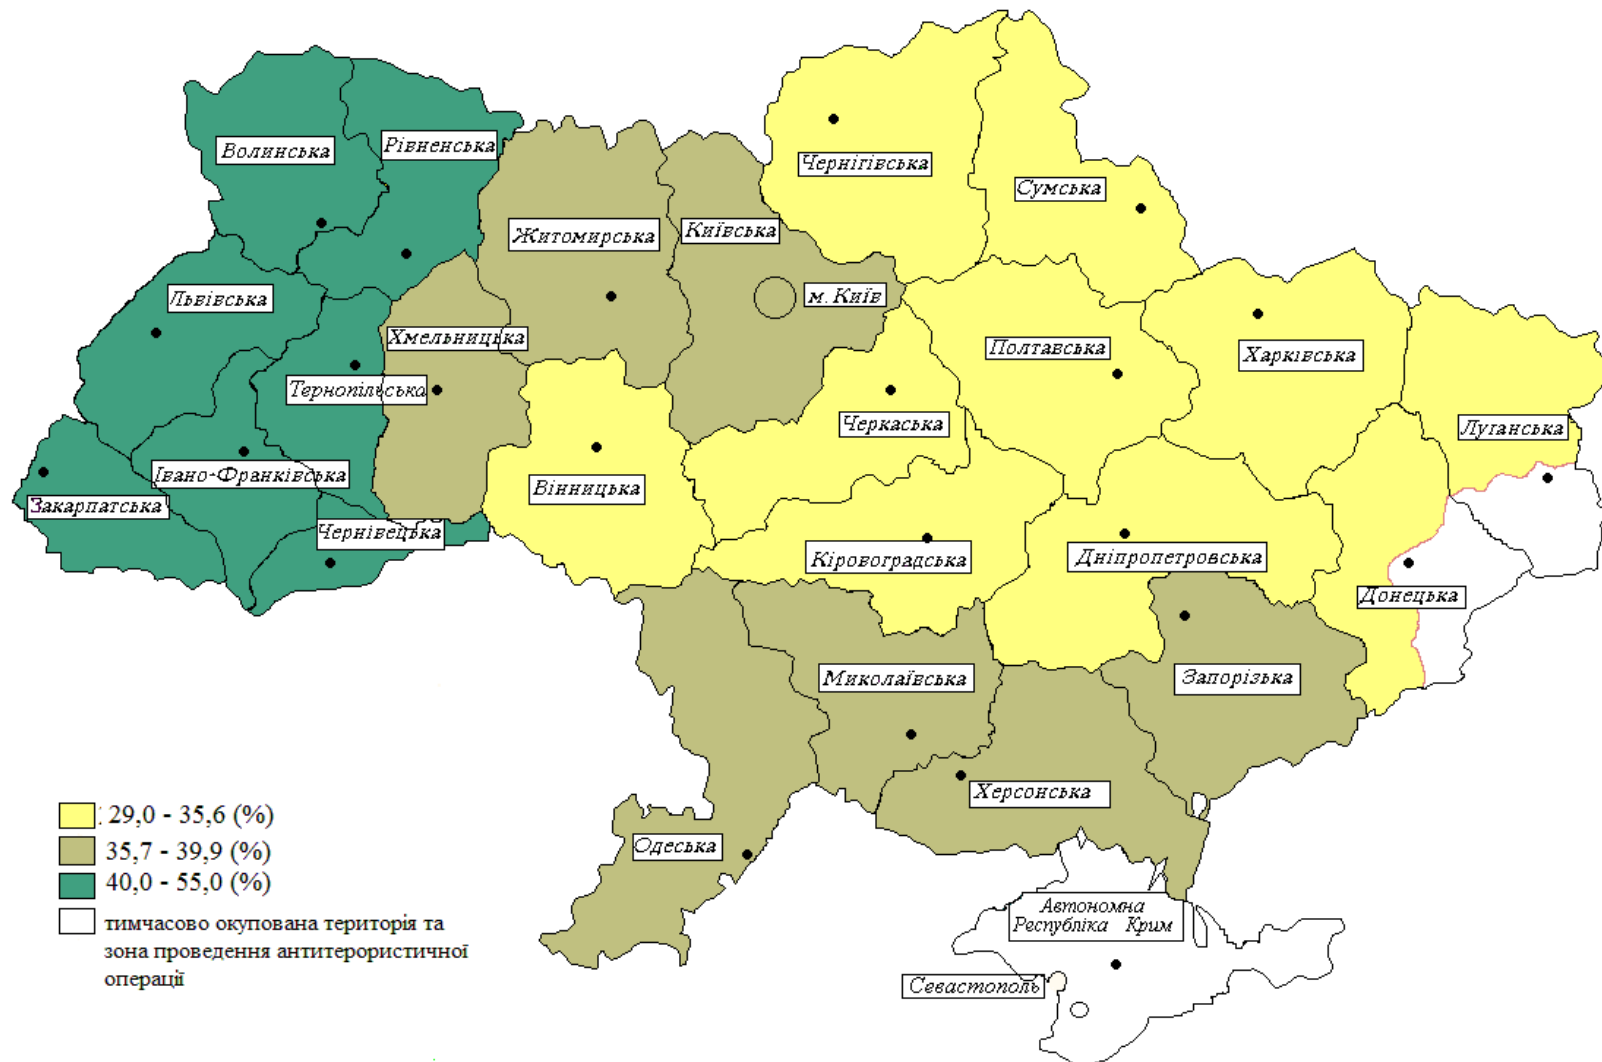 Волинська
Рівненська
Чернігівська
Сумська
Житомирська
Київська
м. Київ
Львівська
Хмельницька
Полтавська
Харківська
Тернопільська
Черкаська
Луганська
Івано-Франківська
Вінницька
Закарпатська
Чернівецька
Кіровоградська
Дніпропетровська
Донецька
Миколаївська
Запорізька
Херсонська
Одеська
29,0 - 35,6 (%)
35,7 - 39,9 (%)
40,0 - 55,0 (%)
тимчасово окупована територія та
зона проведення антитерористичної
операції
Автономна
Республіка Крим
Севастополь